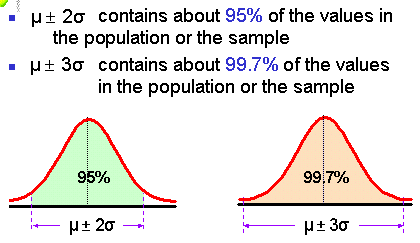 μ ± 2σ contains about 95% of the values in
the population or the sample
μ ± 3σ contains about 99.7% of the values
in the population or the sample
95%
99.7%
μ ± 2σ
μ ± 3σ